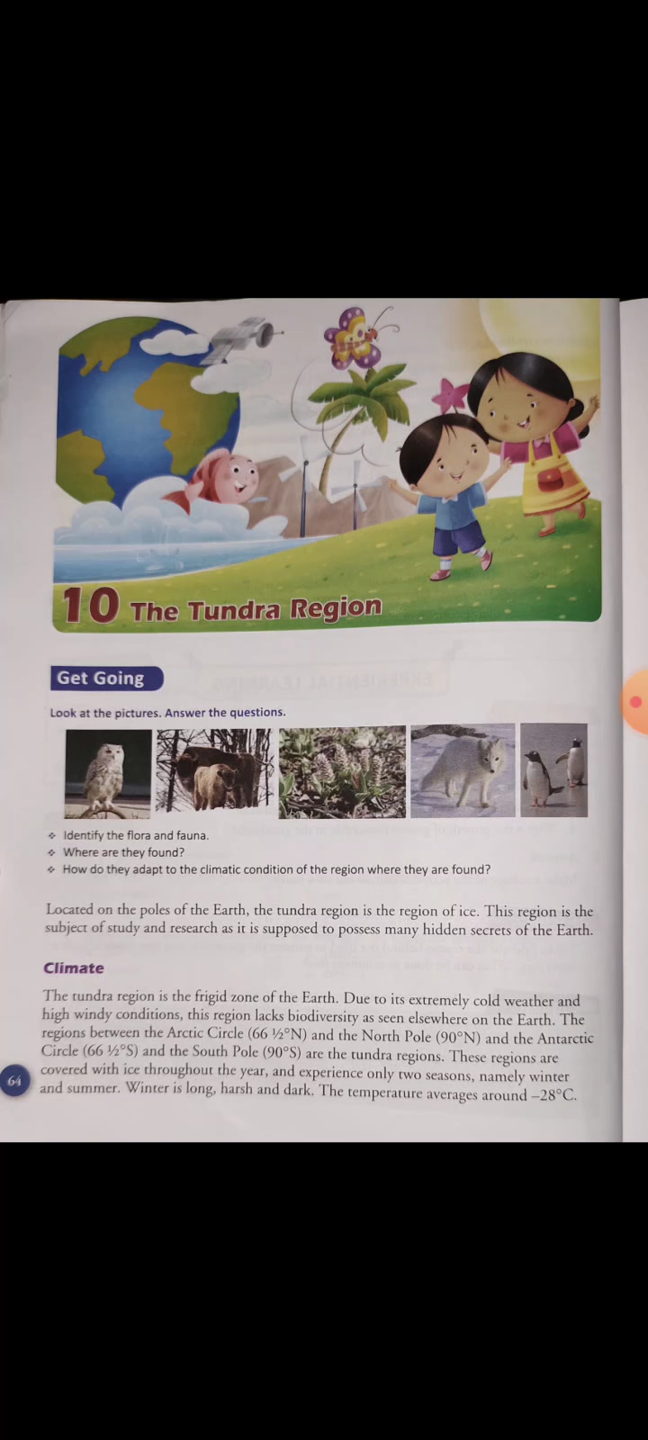 10 The Tundra Region
Get Going
Look at the pictures. Answer the questions.
❖ Identify the flora and fauna.
❖ Where are they found?
❖ How do they adapt to the climatic condition of the region where they are found?
Located on the poles of the Earth, the tundra region is the region of ice. This region is the
subject of study and research as it is supposed to possess many hidden secrets of the Earth.
Climate
The tundra region is the frigid zone of the Earth. Due to its extremely cold weather and
high windy conditions, this region lacks biodiversity as seen elsewhere on the Earth. The
regions between the Arctic Circle (66 ½°N) and the North Pole (90°N) and the Antarctic
Circle (66 ½°S) and the South Pole (90°S) are the tundra regions. These regions are
covered with ice throughout the year, and experience only two seasons, namely winter
and summer. Winter is long, harsh and dark. The temperature averages around –28°C.
64